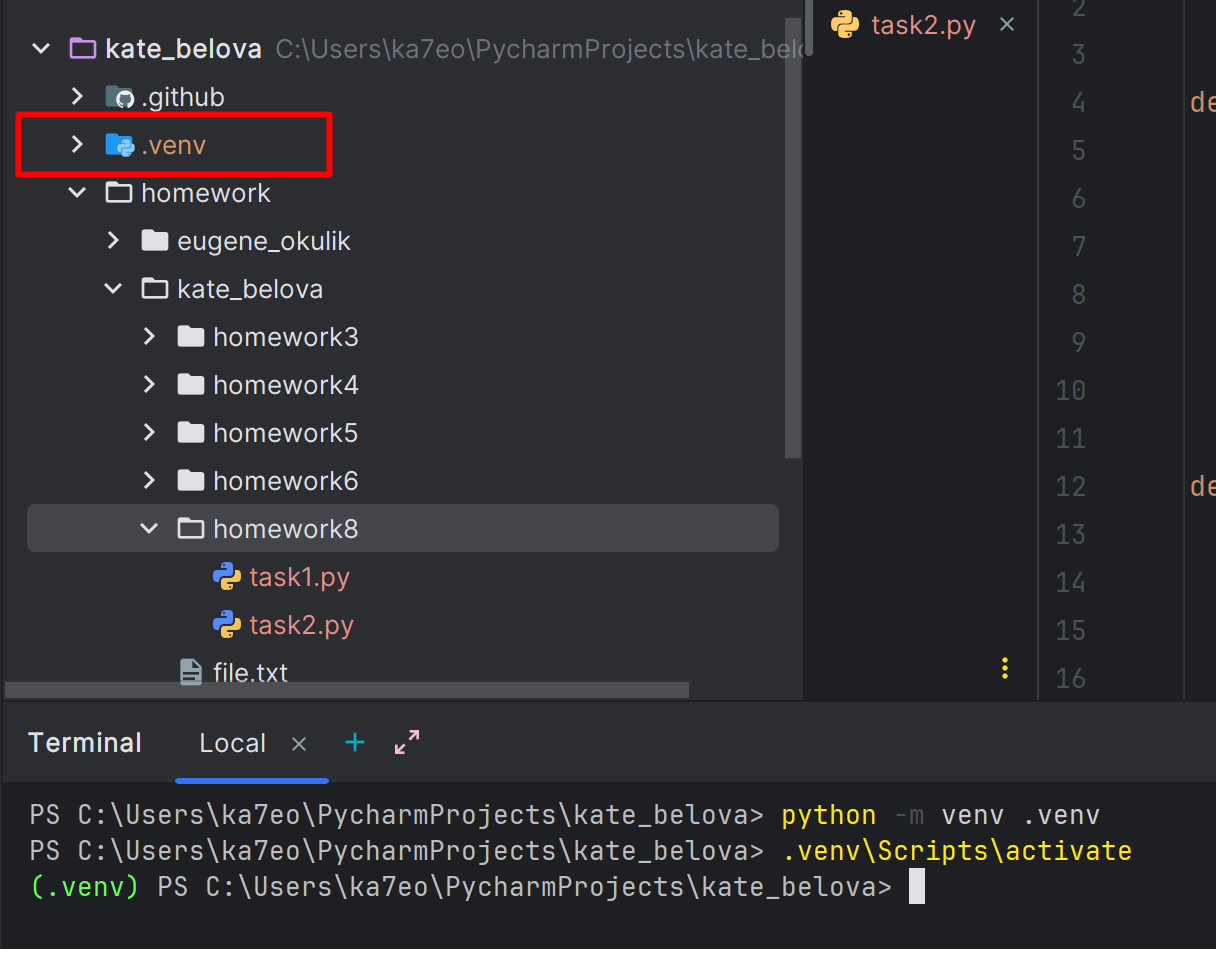 kate_belova C:\Users\ka7eo\PycharmProjects\kate_belo
.github
.venv
homework
eugene_okulik
kate_belova
homework3
homework4
homework5
homework6
homework8
task1.py
task2.py
file.txt
task2.py ×
2
3
4 de
5
6
7
8
9
10
11
12 de
13
14
15
16
Terminal Local × +
PS C:\Users\ka7eo\PycharmProjects\kate_belova> python -m venv .venv
PS C:\Users\ka7eo\PycharmProjects\kate_belova> .venv\Scripts\activate
(.venv) PS C:\Users\ka7eo\PycharmProjects\kate_belova>